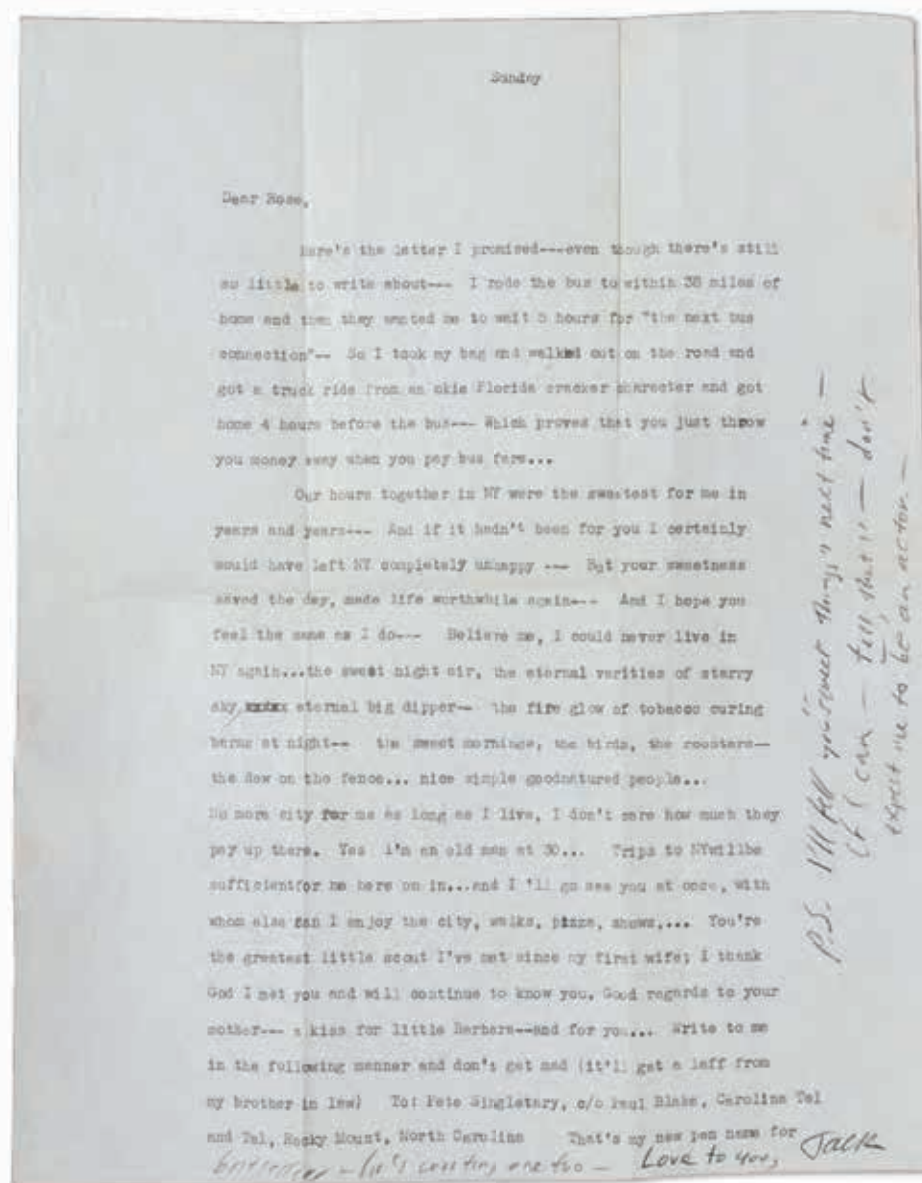 Sunday
Dear Rose,
Here's the letter I promised---even though there's still
so little to write about--- I rode the bus to within 38 miles of
home and then they wanted me to wait 5 hours for "the next bus
connection"-- So I took my bag and walked out on the road and
got a truck ride from an okie Florida cracker character and got
home 4 hours before the bus--- Which proves that you just throw
you money away when you pay bus fare...
Our hours together in NY were the sweetest for me in
years and years--- And if it hadn't been for you I certainly
would have left NY completely unhappy --- But your sweetness
saved the day, made life worthwhile again--- And I hope you
feel the same as I do--- Believe me, I could never live in
NY again...the sweet night air, the eternal verities of starry
sky, eternal big dipper-- the fire glow of tobacco curing
barns at night-- the sweet mornings, the birds, the roosters--
the dew on the fence... nice simple goodnatured people...
No more city for me as long as I live, I don't care how much they
pay up there. Yes i'm an old man at 30... Trips to NYwillbe
sufficientfor me here on in...and I 'll go see you at once, with
whom else can I enjoy the city, walks, pizza, shows,... You're
the greatest little scout I've met since my first wife; I thank
God I met you and will continue to know you. Good regards to your
mother--- a kiss for little Barbara--and for you... Write to me
in the following manner and don't get mad (it'll get a laff from
my brother in law) To: Pete Singletary, c/o Paul Blake, Carolina Tel
and Tel, Rocky Mount, North Carolina That's my new pen name for
he's writing one too — Love to you, Jack
P.S. I'll tell you "sweet things" next time —
(I can — tell that is — don't
expect me to be an actor —